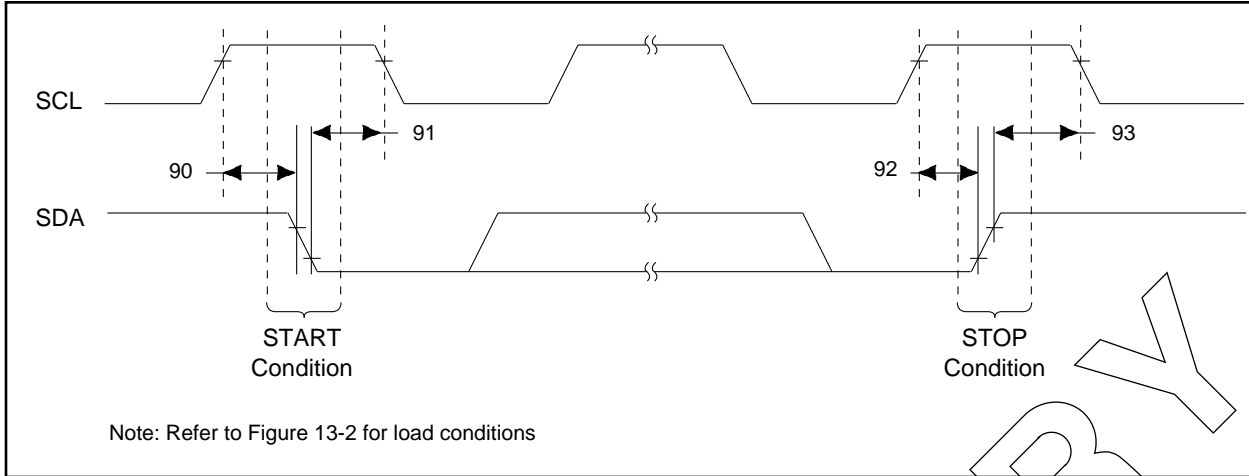 SCL
91
93
90
92
SDA
START
Condition
STOP
Condition
Note: Refer to Figure 13-2 for load conditions
R Y